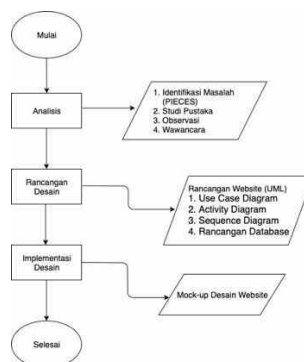 Mulai
Analisis
1. Identifikasi Masalah
(PIECES)
2. Studi Pustaka
3. Observasi
4. Wawancara
Rancangan
Desain
Rancangan Website (UML)
1. Use Case Diagram
2. Activity Diagram
3. Sequence Diagram
4. Rancangan Database
Implementasi
Desain
Mock-up Desain Website
Selesai